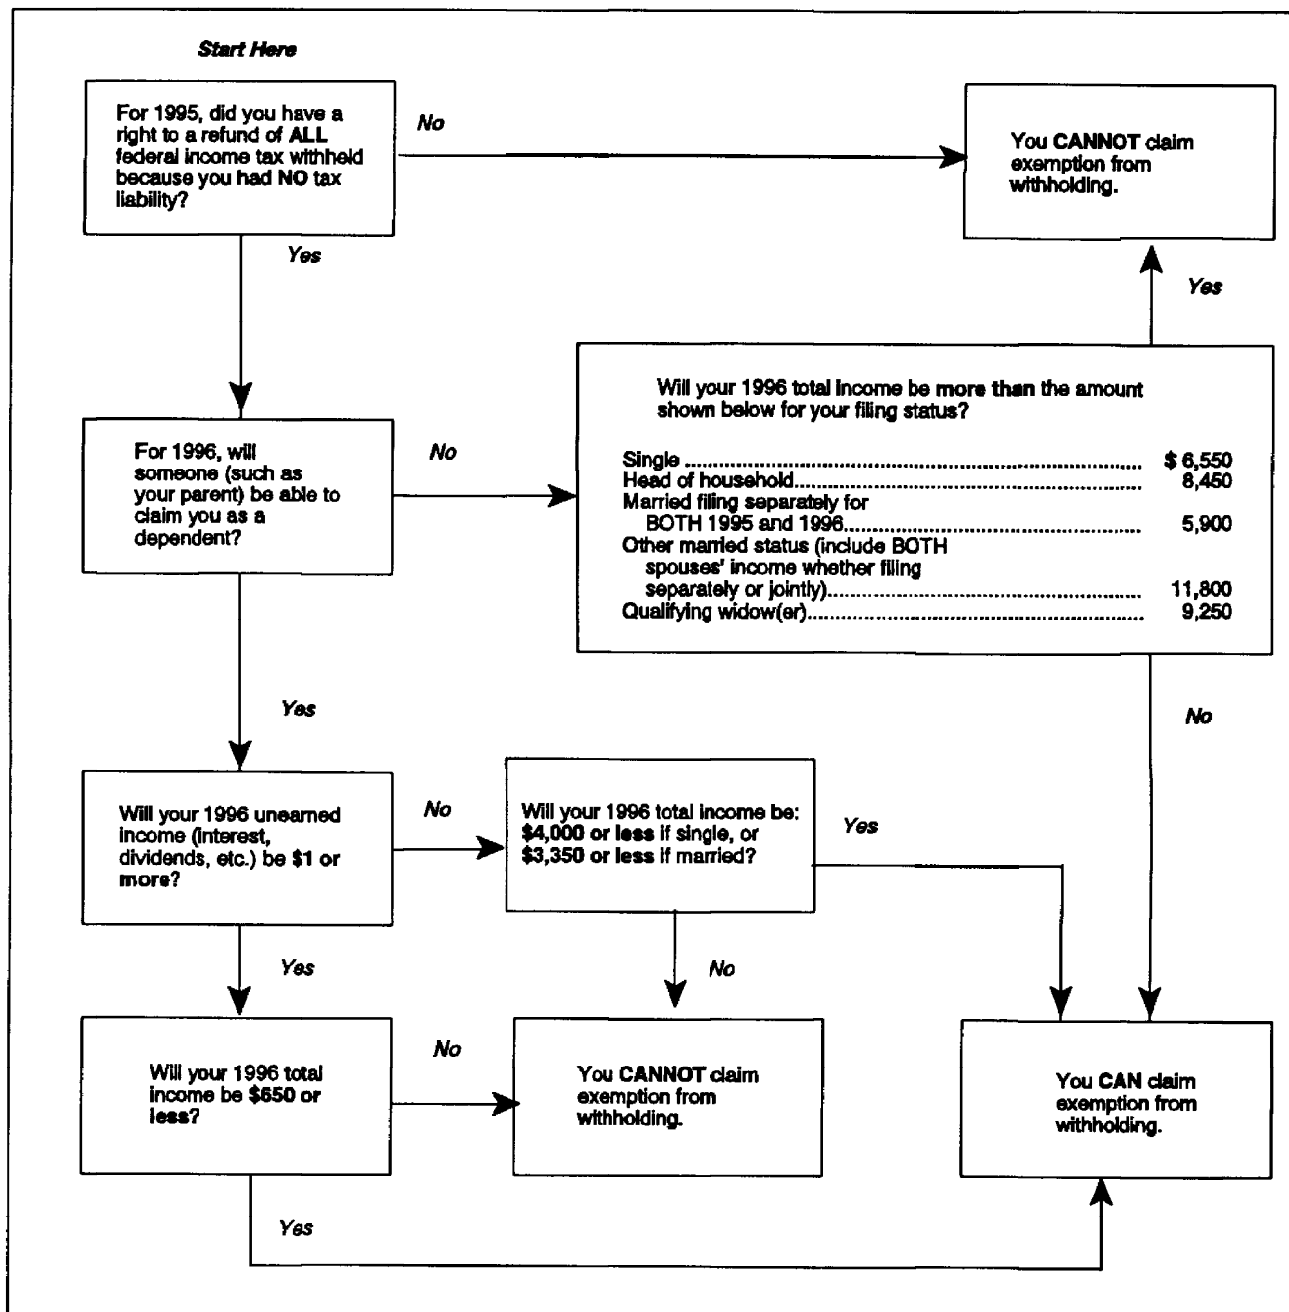 Start Here
For 1995, did you have a
right to a refund of ALL
federal income tax withheld
because you had NO tax
liability?
No
You CANNOT claim
exemption from
withholding.
Yes
Yes
For 1996, will
someone (such as
your parent) be able to
claim you as a
dependent?
No
Will your 1996 total income be more than the amount
shown below for your filing status?
Single ........ $ 6,550
Head of household........ 8,450
Married filing separately for
BOTH 1995 and 1996........ 5,900
Other married status (include BOTH
spouses' income whether filing
separately or jointly)........ 11,800
Qualifying widow(er)........ 9,250
Yes
No
Will your 1996 unearned
income (interest,
dividends, etc.) be $1 or
more?
No
Will your 1996 total income be:
$4,000 or less if single, or
$3,350 or less if married?
Yes
Yes
No
Will your 1996 total
income be $650 or
less?
No
You CANNOT claim
exemption from
withholding.
You CAN claim
exemption from
withholding.
Yes